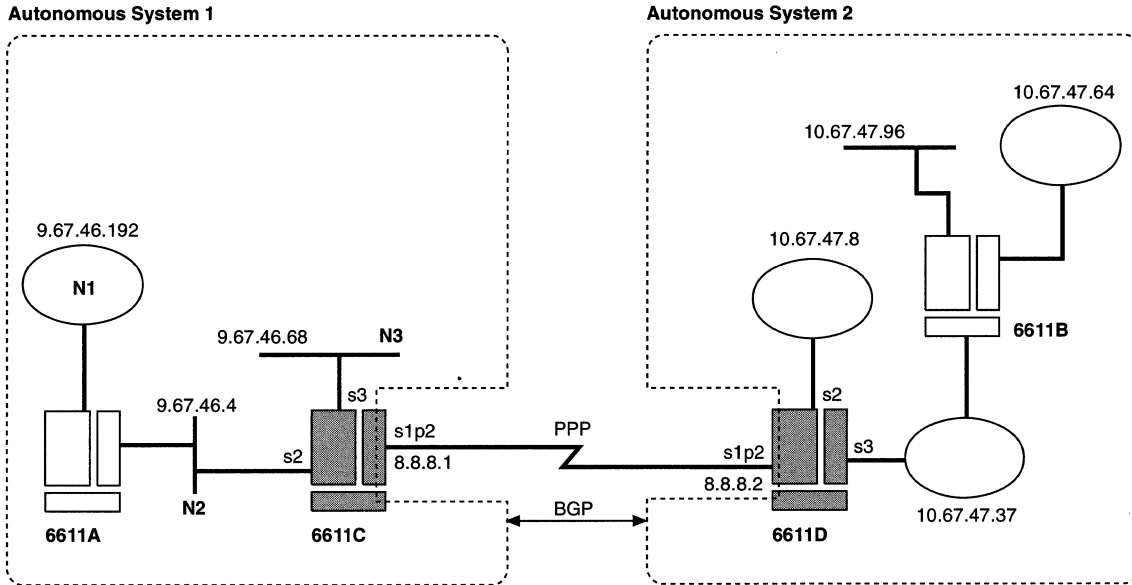 Autonomous System 1
Autonomous System 2
10.67.47.64
10.67.47.96
9.67.46.192
10.67.47.8
N1
9.67.46.68
N3
6611B
s3
s2
9.67.46.4
s1p2
PPP
s1p2
s3
s2
8.8.8.1
8.8.8.2
N2
BGP
10.67.47.37
6611A
6611C
6611D